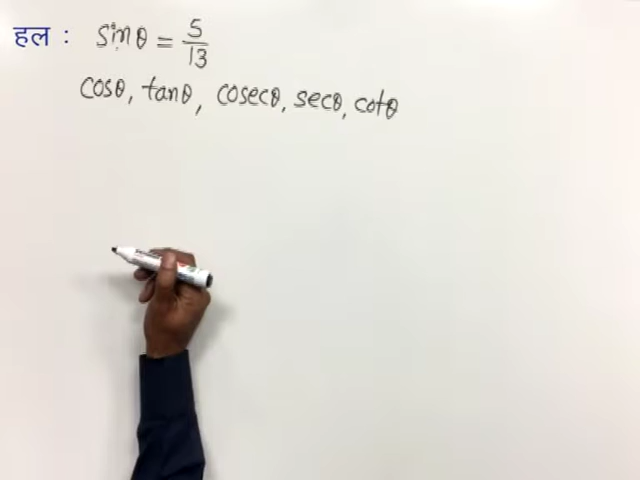 हल : sinθ = 5/13
cosθ, tanθ, cosecθ, secθ, cotθ